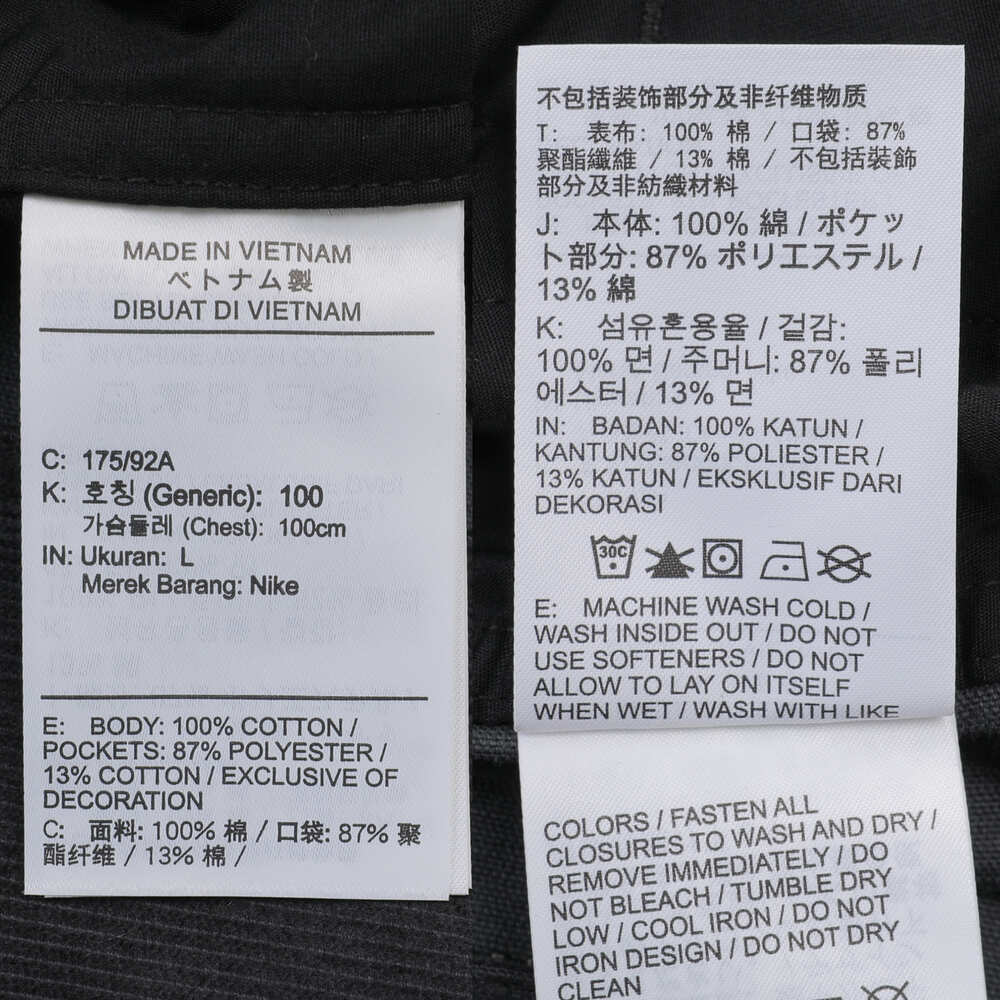 MADE IN VIETNAM
ベトナム製
DIBUAT DI VIETNAM
C: 175/92A
K: 호칭 (Generic): 100
가슴둘레 (Chest): 100cm
IN: Ukuran: L
Merek Barang: Nike
E: BODY: 100% COTTON /
POCKETS: 87% POLYESTER /
13% COTTON / EXCLUSIVE OF
DECORATION
C: 面料: 100% 棉 / 口袋: 87% 聚
酯纤维 / 13% 棉 /
不包括装饰部分及非纤维物质
T: 表布: 100% 棉 / 口袋: 87%
聚酯纖維 / 13% 棉 / 不包括裝飾
部分及非紡織材料
J: 本体: 100% 綿 / ポケッ
ト部分: 87% ポリエステル /
13% 綿
K: 섬유혼용율 / 겉감:
100% 면 / 주머니: 87% 폴리
에스터 / 13% 면
IN: BADAN: 100% KATUN /
KANTUNG: 87% POLIESTER /
13% KATUN / EKSKLUSIF DARI
DEKORASI
30C
E: MACHINE WASH COLD /
WASH INSIDE OUT / DO NOT
USE SOFTENERS / DO NOT
ALLOW TO LAY ON ITSELF
WHEN WET / WASH WITH LIKE
COLORS / FASTEN ALL
CLOSURES TO WASH AND DRY /
REMOVE IMMEDIATELY / DO
NOT BLEACH / TUMBLE DRY
LOW / COOL IRON / DO NOT
IRON DESIGN / DO NOT DRY
CLEAN